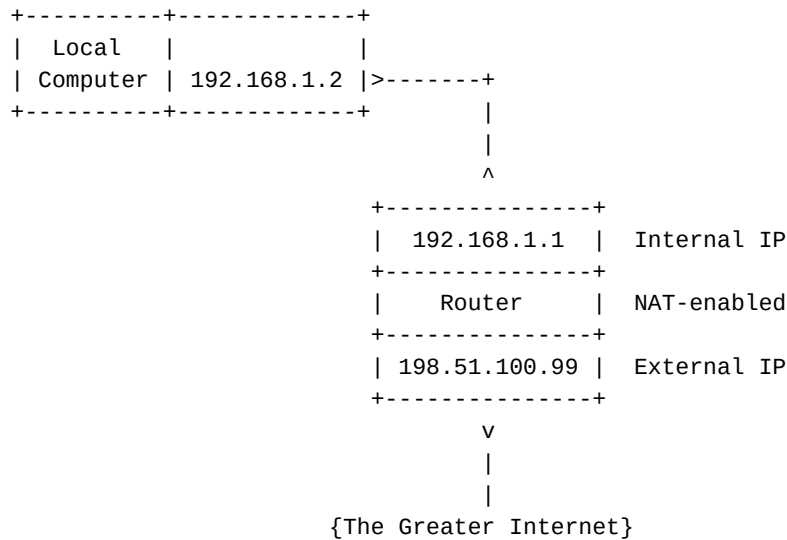 Local
Computer 192.168.1.2
192.168.1.1 Internal IP
Router NAT-enabled
198.51.100.99 External IP
{The Greater Internet}